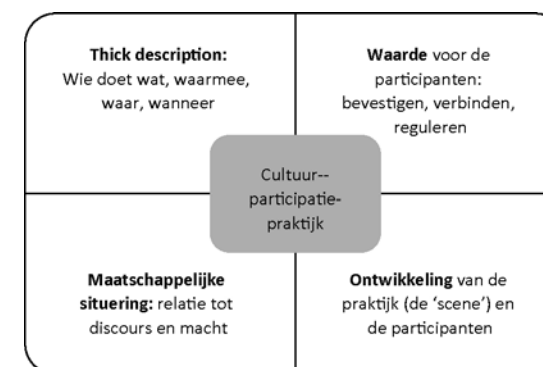 Thick description:
Wie doet wat, waarmee,
waar, wanneer
Waarde voor de
participanten:
bevestigen, verbinden,
reguleren
Cultuur--
participatie-
praktijk
Maatschappelijke
situering: relatie tot
discours en macht
Ontwikkeling van de
praktijk (de ‘scene’) en
de participanten